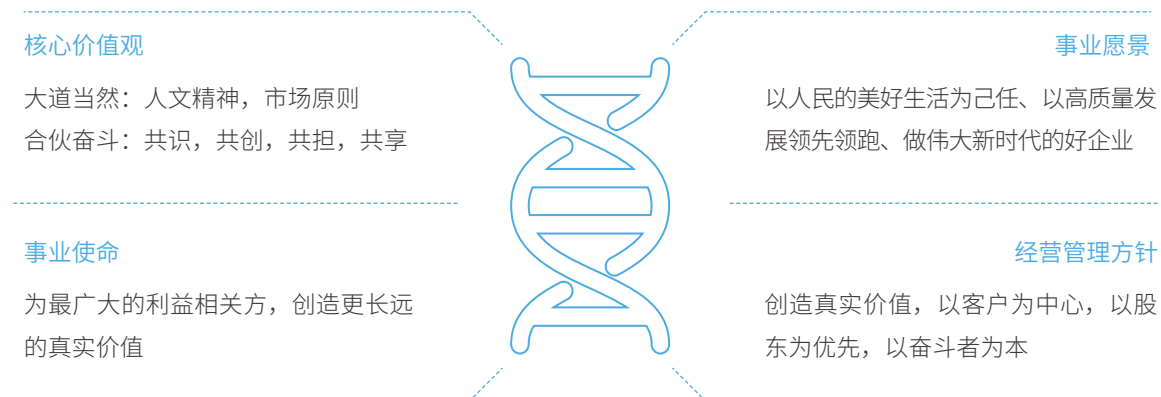 核心价值观
大道当然：人文精神，市场原则
合伙奋斗：共识，共创，共担，共享
事业愿景
以人民的美好生活为己任、以高质量发
展领先领跑、做伟大新时代的好企业
事业使命
为最广大的利益相关方，创造更长远
的真实价值
经营管理方针
创造真实价值，以客户为中心，以股
东为优先，以奋斗者为本